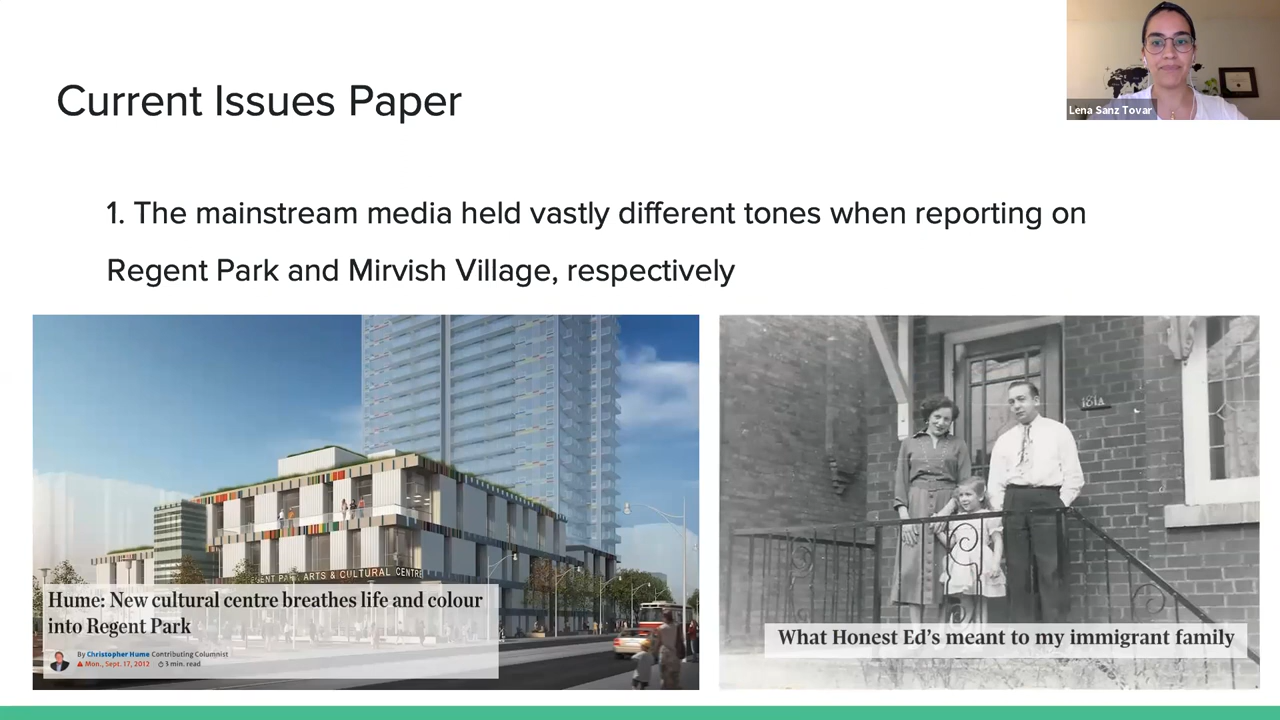 Current Issues Paper
Lena Sanz Tovar
1. The mainstream media held vastly different tones when reporting on
Regent Park and Mirvish Village, respectively
181A
REGENT PARK ARTS & CULTURAL CENTRE
Hume: New cultural centre breathes life and colour
into Regent Park
By Christopher Hume Contributing Columnist
Mon., Sept. 17, 2012 3 min. read
What Honest Ed's meant to my immigrant family